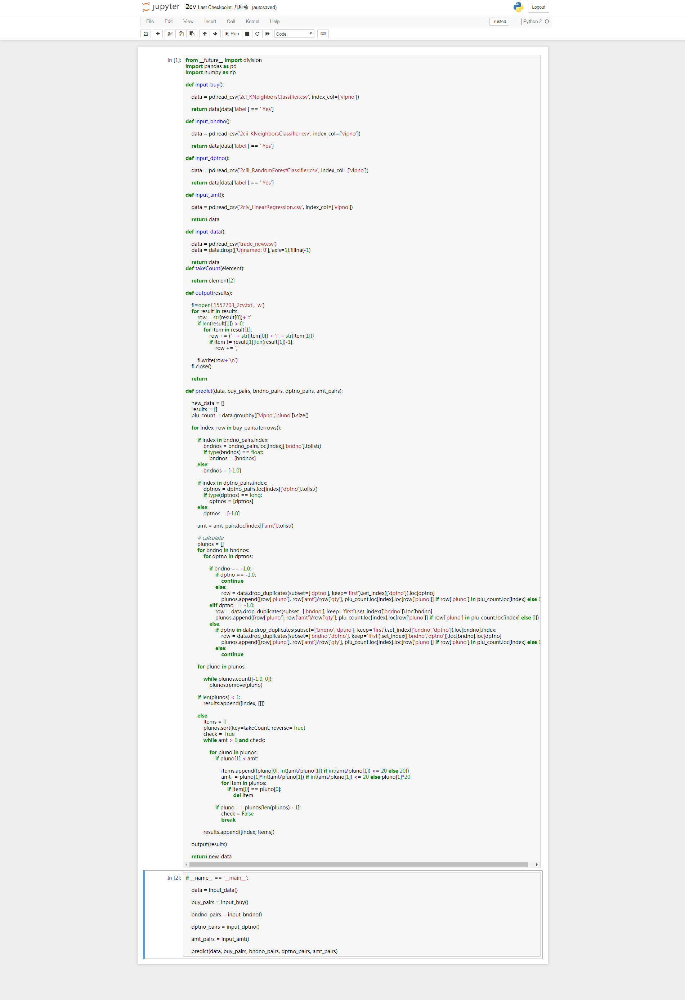 jupyter 2cv Last Checkpoint: 几秒前 (autosaved) Logout
File Edit View Insert Cell Kernel Help Trusted Python 2
Run Code
In [1]: from __future__ import division
import pandas as pd
import numpy as np
def input_buy():
data = pd.read_csv('2ci_KNeighborsClassifier.csv', index_col=['vipno'])
return data[data['label'] == ' Yes']
def input_bndno():
data = pd.read_csv('2cii_KNeighborsClassifier.csv', index_col=['vipno'])
return data[data['label'] == ' Yes']
def input_dptno():
data = pd.read_csv('2ciii_RandomForestClassifier.csv', index_col=['vipno'])
return data[data['label'] == ' Yes']
def input_amt():
data = pd.read_csv('2civ_LinearRegression.csv', index_col=['vipno'])
return data
def input_data():
data = pd.read_csv('trade_new.csv')
data = data.drop(['Unnamed: 0'], axis=1).fillna(-1)
return data
def takeCount(element):
return element[2]
def output(results):
fl=open('1552703_2cv.txt', 'w')
for result in results:
row = str(result[0])+'::'
if len(result[1]) > 0:
for item in result[1]:
row += (' ' + str(item[0]) + ':' + str(item[1]))
if item != result[1][len(result[1])-1]:
row += ','
fl.write(row+'\n')
fl.close()
return
def predict(data, buy_pairs, bndno_pairs, dptno_pairs, amt_pairs):
new_data = []
results = []
plu_count = data.groupby(['vipno','pluno']).size()
for index, row in buy_pairs.iterrows():
if index in bndno_pairs.index:
bndnos = bndno_pairs.loc[index]['bndno'].tolist()
if type(bndnos) == float:
bndnos = [bndnos]
else:
bndnos = [-1.0]
if index in dptno_pairs.index:
dptnos = dptno_pairs.loc[index]['dptno'].tolist()
if type(dptnos) == long:
dptnos = [dptnos]
else:
dptnos = [-1.0]
amt = amt_pairs.loc[index]['amt'].tolist()
# calculate
plunos = []
for bndno in bndnos:
for dptno in dptnos:
if bndno == -1.0:
if dptno == -1.0:
continue
else:
row = data.drop_duplicates(subset=['dptno'], keep='first').set_index(['dptno']).loc[dptno]
plunos.append([row['pluno'], row['amt']/row['qty'], plu_count.loc[index].loc[row['pluno']] if row['pluno'] in plu_count.loc[index] else 0
elif dptno == -1.0:
row = data.drop_duplicates(subset=['bndno'], keep='first').set_index(['bndno']).loc[bndno]
plunos.append([row['pluno'], row['amt']/row['qty'], plu_count.loc[index].loc[row['pluno']] if row['pluno'] in plu_count.loc[index] else 0])
else:
if dptno in data.drop_duplicates(subset=['bndno','dptno'], keep='first').set_index(['bndno','dptno']).loc[bndno].index:
row = data.drop_duplicates(subset=['bndno','dptno'], keep='first').set_index(['bndno','dptno']).loc[bndno].loc[dptno]
plunos.append([row['pluno'], row['amt']/row['qty'], plu_count.loc[index].loc[row['pluno']] if row['pluno'] in plu_count.loc[index] else 0
else:
continue
for pluno in plunos:
while plunos.count([-1.0, 0]):
plunos.remove(pluno)
if len(plunos) < 1:
results.append([index, []])
else:
items = []
plunos.sort(key=takeCount, reverse=True)
check = True
while amt > 0 and check:
for pluno in plunos:
if pluno[1] < amt:
items.append([pluno[0], int(amt/pluno[1]) if int(amt/pluno[1]) <= 20 else 20])
amt -= pluno[1]*int(amt/pluno[1]) if int(amt/pluno[1]) <= 20 else pluno[1]*20
for item in plunos:
if item[0] == pluno[0]:
del item
if pluno == plunos[len(plunos) - 1]:
check = False
break
results.append([index, items])
output(results)
return new_data
In [2]: if __name__ == '__main__':
data = input_data()
buy_pairs = input_buy()
bndno_pairs = input_bndno()
dptno_pairs = input_dptno()
amt_pairs = input_amt()
predict(data, buy_pairs, bndno_pairs, dptno_pairs, amt_pairs)